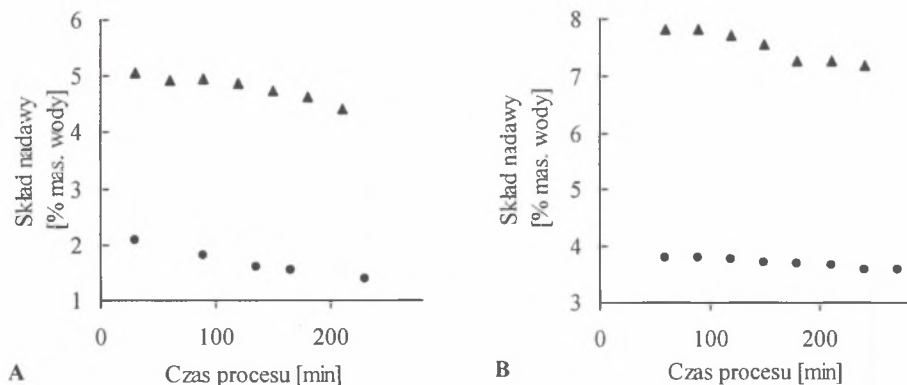 Skład nadawy
[% mas. wody]
6
5
4
3
2
1
0
100
200
Czas procesu [min]
A
Skład nadawy
[% mas. wody]
8
7
6
5
4
3
0
100
200
Czas procesu [min]
B